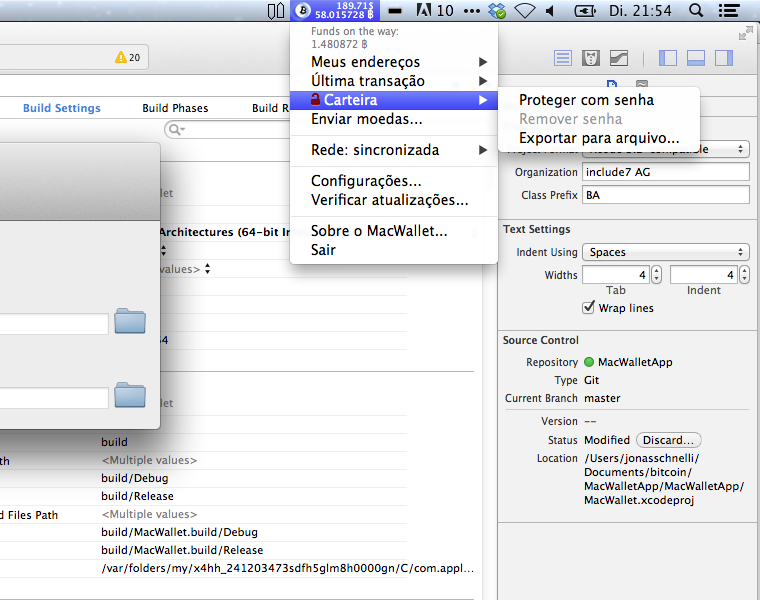 189.71$
58.015728 ฿
10
Di. 21:54
Funds on the way:
1.480872 ฿
Meus endereços
Última transação
Carteira
Enviar moedas...
Rede: sincronizada
Configurações...
Verificar atualizações...
Sobre o MacWallet...
Sair
Proteger com senha
Remover senha
Exportar para arquivo...
20
Build Settings
Build Phases
Build R
Architectures (64-bit In
values>
build
<Multiple values>
build/Debug
build/Release
d Files Path
<Multiple values>
build/MacWallet.build/Debug
build/MacWallet.build/Release
/var/folders/my/x4hh_241203473sdfh5glm8h0000gn/C/com.appl...
Organization
include7 AG
Class Prefix
BA
Text Settings
Indent Using
Spaces
Widths
4
4
Tab
Indent
Wrap lines
Source Control
Repository
MacWalletApp
Type
Git
Current Branch
master
Version
--
Status
Modified
Discard...
Location
/Users/jonasschnelli/
Documents/bitcoin/
MacWalletApp/MacWalletApp/
MacWallet.xcodeproj